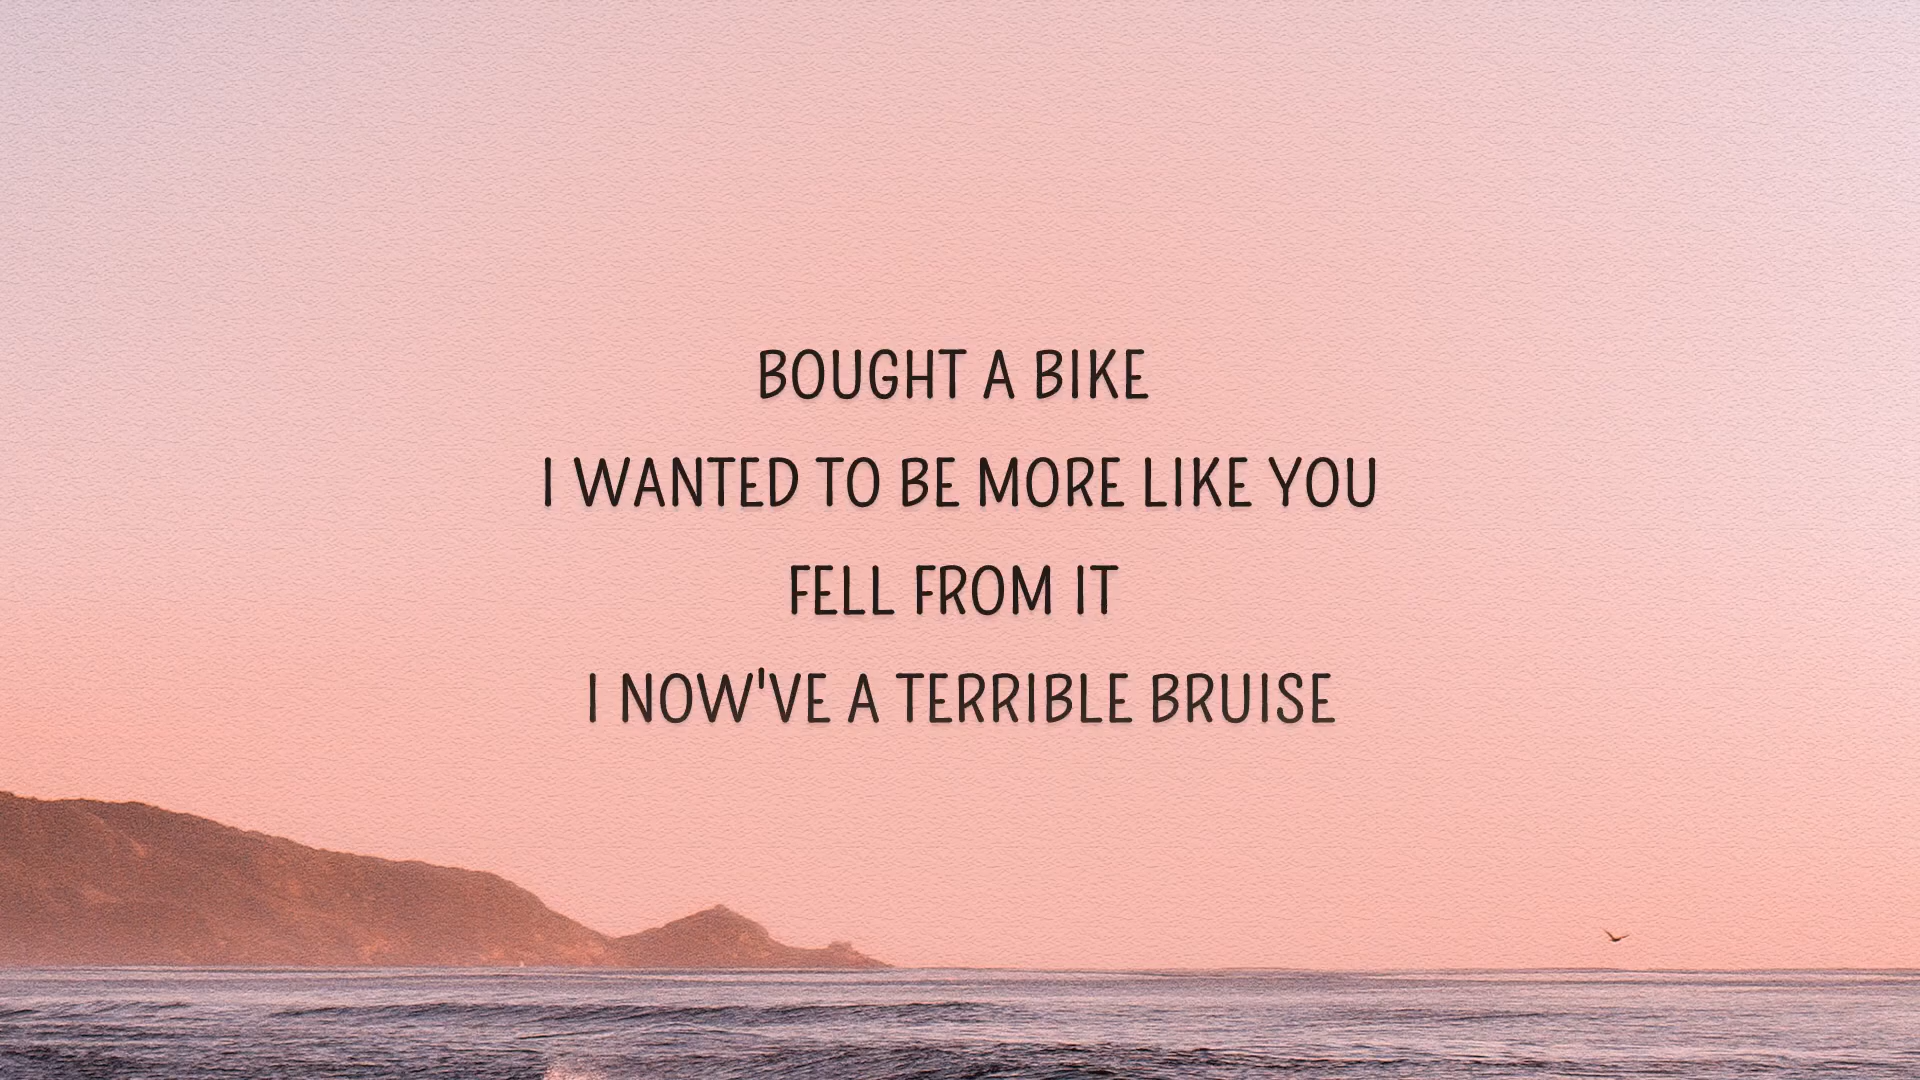 BOUGHT A BIKE
I WANTED TO BE MORE LIKE YOU
FELL FROM IT
I NOW'VE A TERRIBLE BRUISE